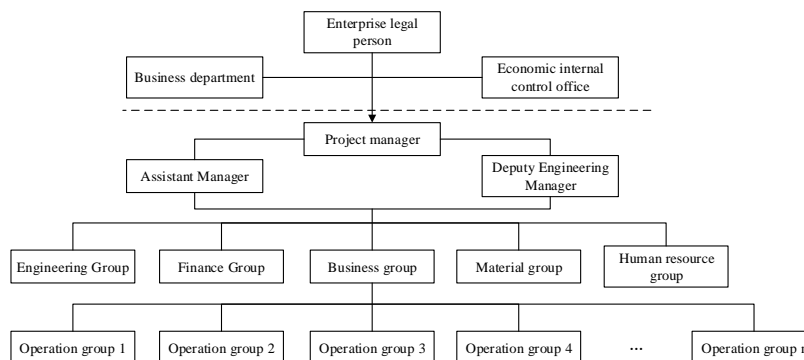 Enterprise legal
person
Business department
Economic internal
control office
Project manager
Assistant Manager
Deputy Engineering
Manager
Engineering Group
Finance Group
Business group
Material group
Human resource
group
Operation group 1
Operation group 2
Operation group 3
Operation group 4
...
Operation group n